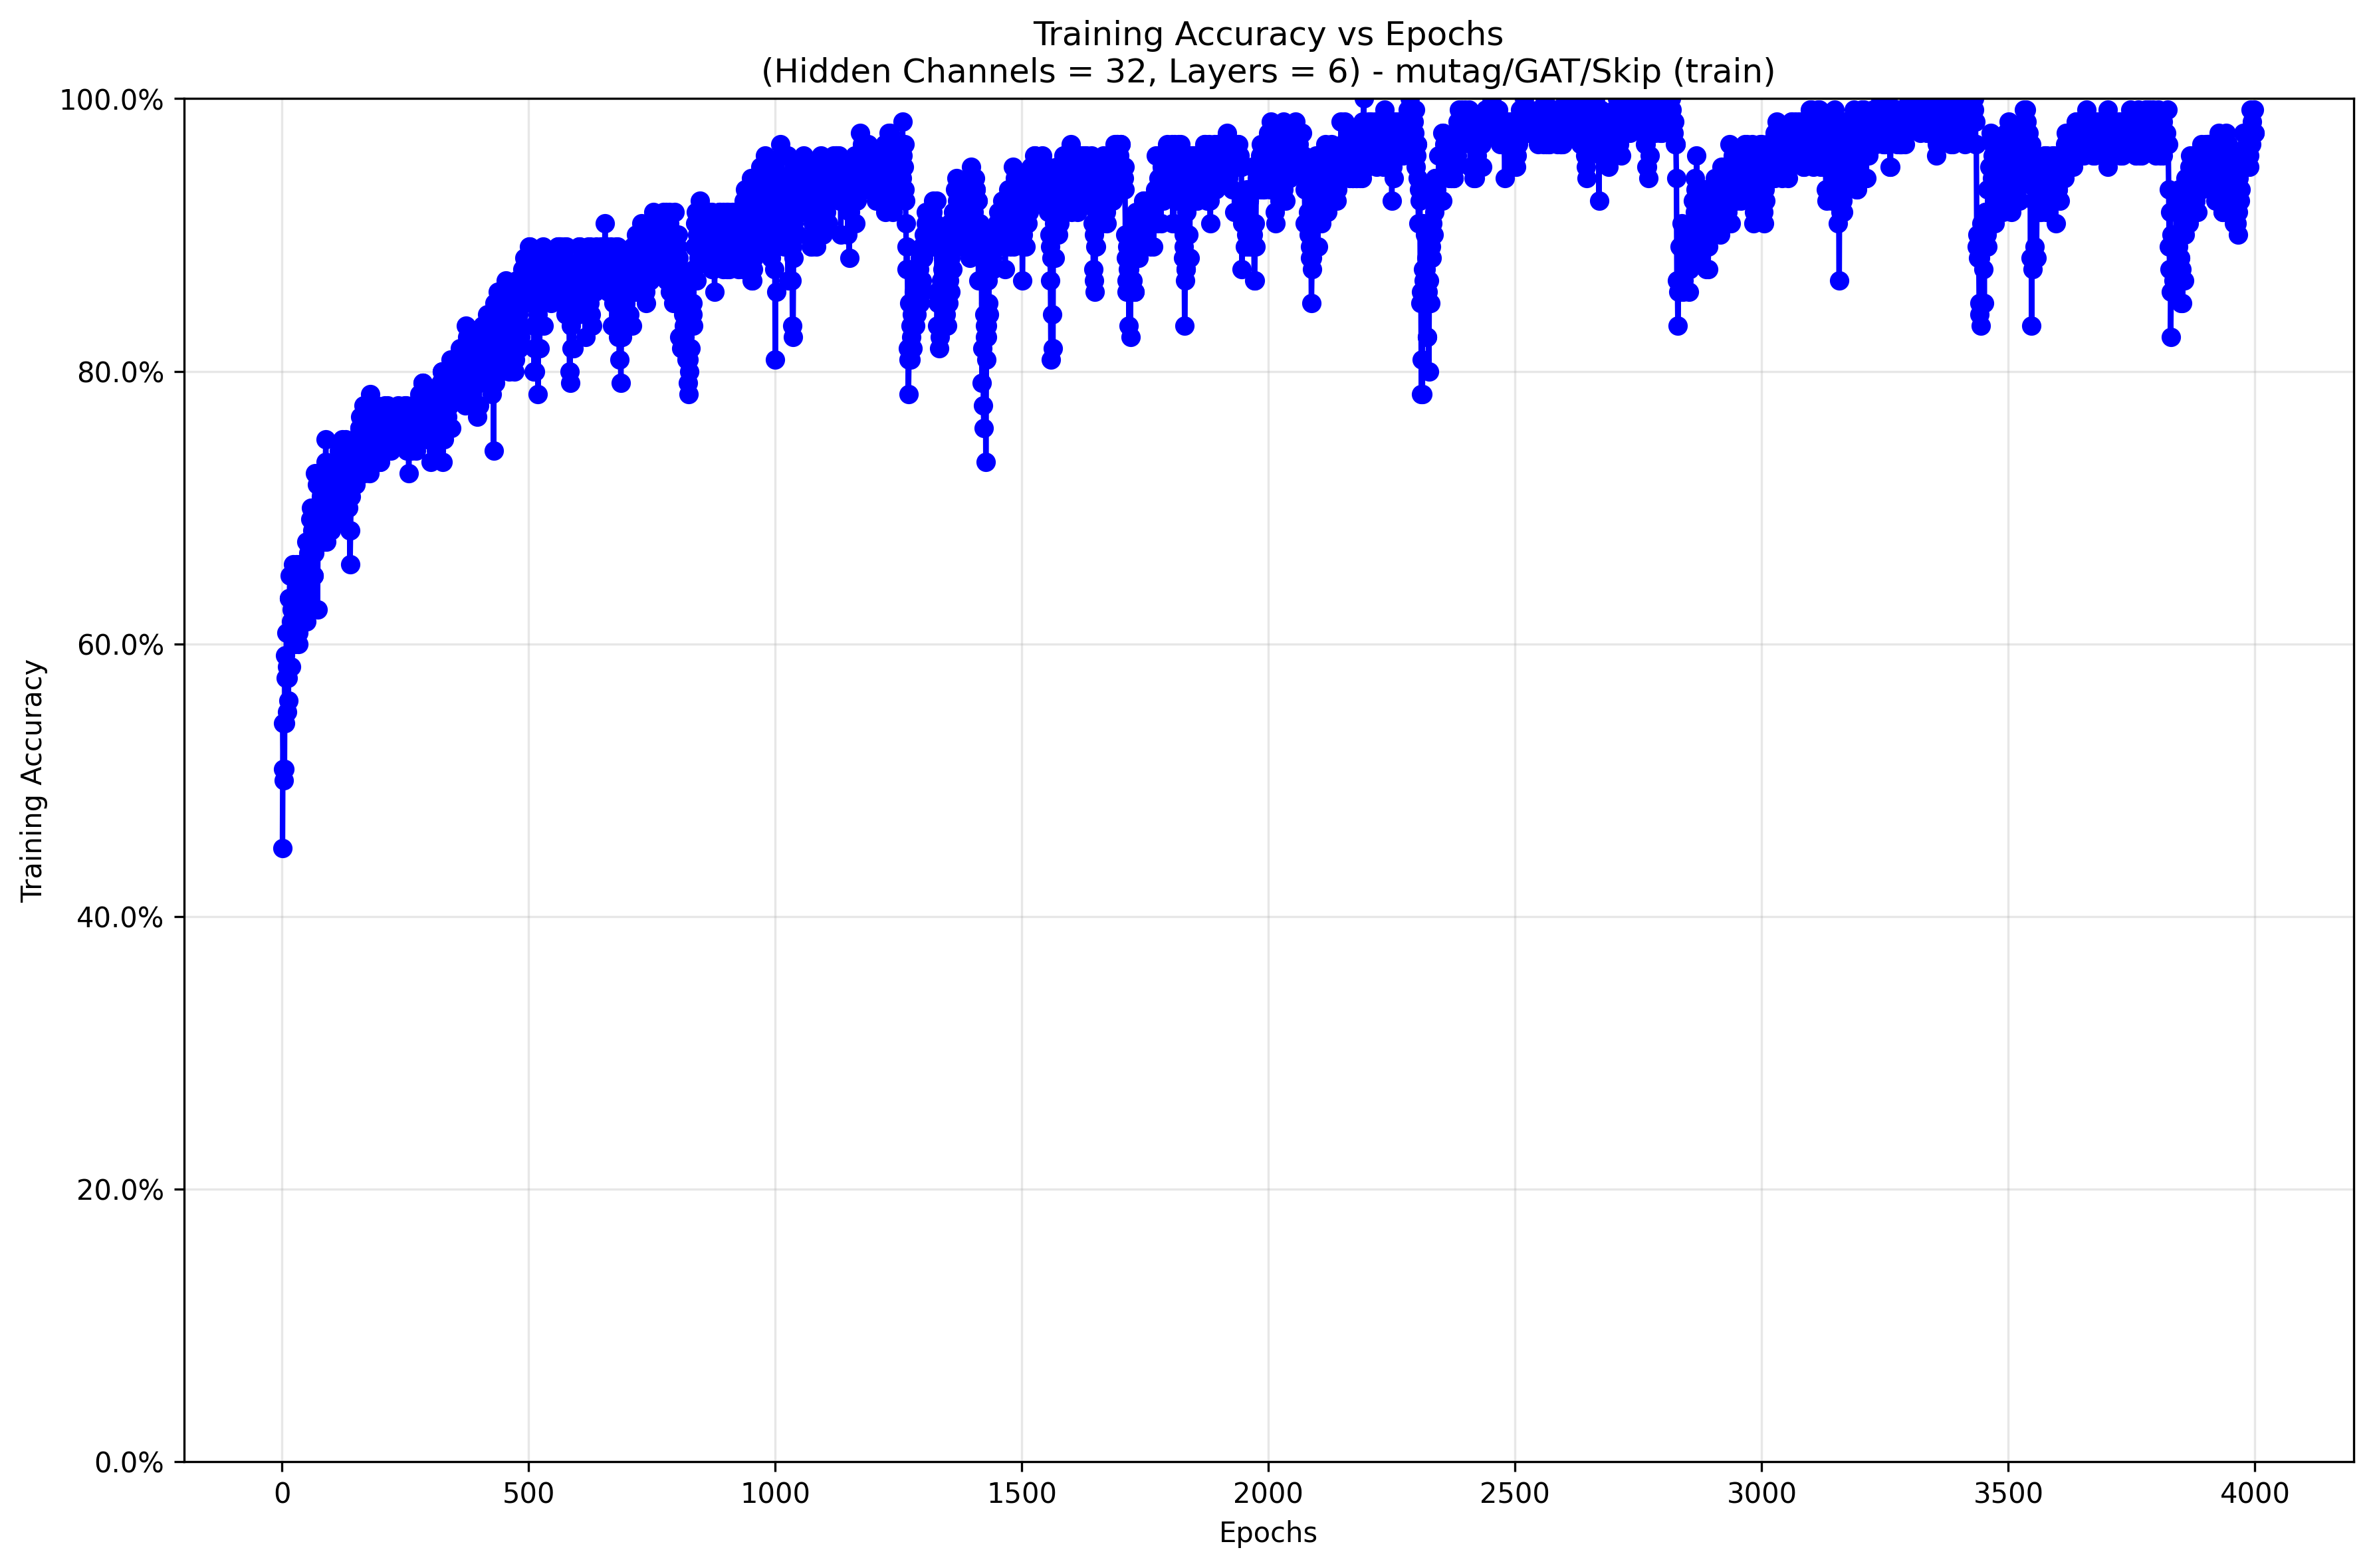 Training Accuracy vs Epochs
(Hidden Channels = 32, Layers = 6) - mutag/GAT/Skip (train)
100.0%
80.0%
60.0%
40.0%
20.0%
0.0%
Training Accuracy
0 500 1000 1500 2000 2500 3000 3500 4000
Epochs